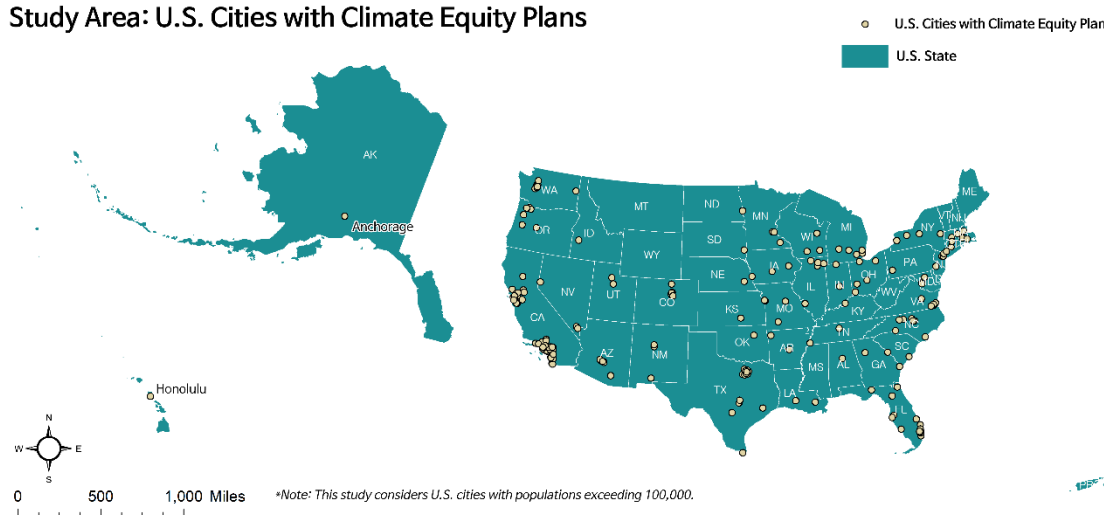 Study Area: U.S. Cities with Climate Equity Plans
U.S. Cities with Climate Equity Plan
U.S. State
AK
Anchorage
WA
MT
ND
MN
ME
VT
NH
OR
ID
WY
SD
WI
MI
NY
NE
IA
PA
NV
UT
CO
IL
IN
OH
CA
KS
MO
KY
WV
VA
AZ
NM
OK
AR
TN
NC
SC
TX
LA
MS
AL
GA
Honolulu
N
W
E
S
0 500 1,000 Miles
*Note: This study considers U.S. cities with populations exceeding 100,000.